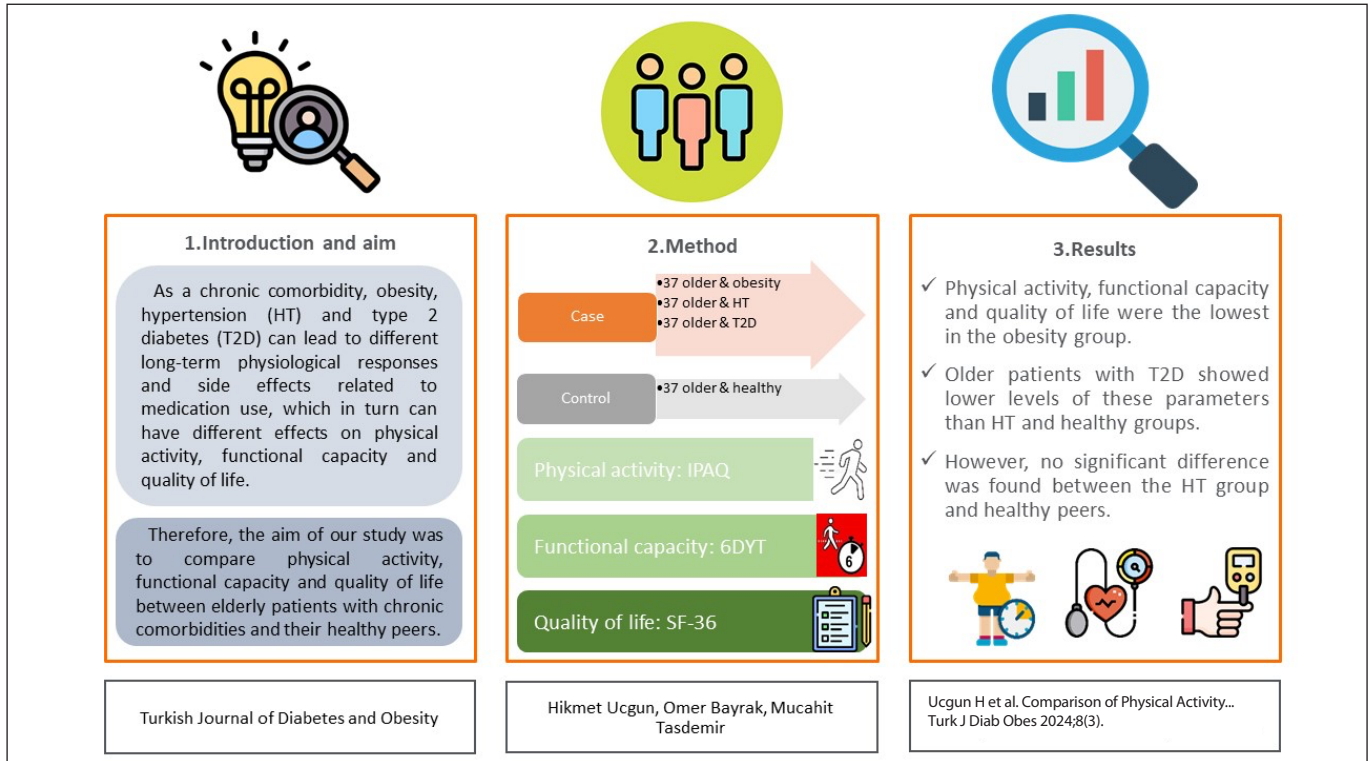 1.Introduction and aim
As a chronic comorbidity, obesity,
hypertension (HT) and type 2
diabetes (T2D) can lead to different
long-term physiological responses
and side effects related to
medication use, which in turn can
have different effects on physical
activity, functional capacity and
quality of life.
Therefore, the aim of our study was
to compare physical activity,
functional capacity and quality of life
between elderly patients with chronic
comorbidities and their healthy peers.
Turkish Journal of Diabetes and Obesity
2.Method
Case
•37 older & obesity
•37 older & HT
•37 older & T2D
Control
•37 older & healthy
Physical activity: IPAQ
Functional capacity: 6DYT
6
Quality of life: SF-36
Hikmet Ucgun, Omer Bayrak, Mucahit
Tasdemir
3.Results
✓ Physical activity, functional capacity
and quality of life were the lowest
in the obesity group.
✓ Older patients with T2D showed
lower levels of these parameters
than HT and healthy groups.
✓ However, no significant difference
was found between the HT group
and healthy peers.
Ucgun H et al. Comparison of Physical Activity...
Turk J Diab Obes 2024;8(3).